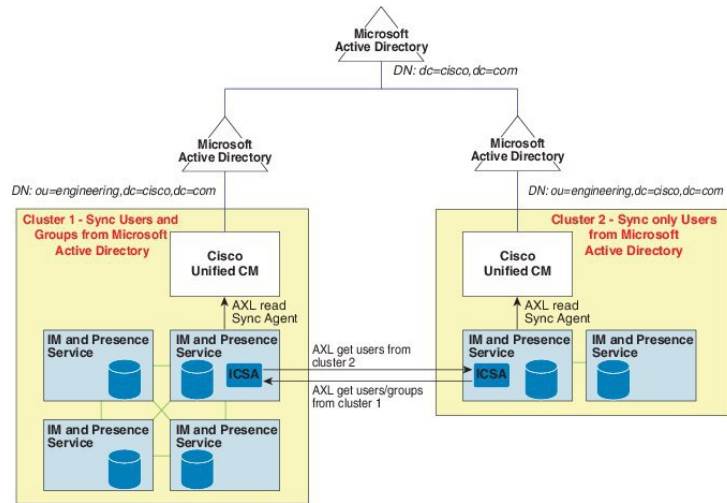 Microsoft
Active Directory
DN: dc=cisco,dc=com
Microsoft
Active Directory
Microsoft
Active Directory
DN: ou=engineering,dc=cisco,dc=com
DN: ou=engineering,dc=cisco,dc=com
Cluster 1 - Sync Users and
Groups from Microsoft
Active Directory
Cisco
Unified CM
AXL read
Sync Agent
IM and Presence
Service
IM and Presence
Service
ICSA
IM and Presence
Service
IM and Presence
Service
AXL get users from
cluster 2
AXL get users/groups
from cluster 1
Cluster 2 - Sync only Users
from Microsoft
Active Directory
Cisco
Unified CM
AXL read
Sync Agent
IM and Presence
Service
ICSA
IM and Presence
Service